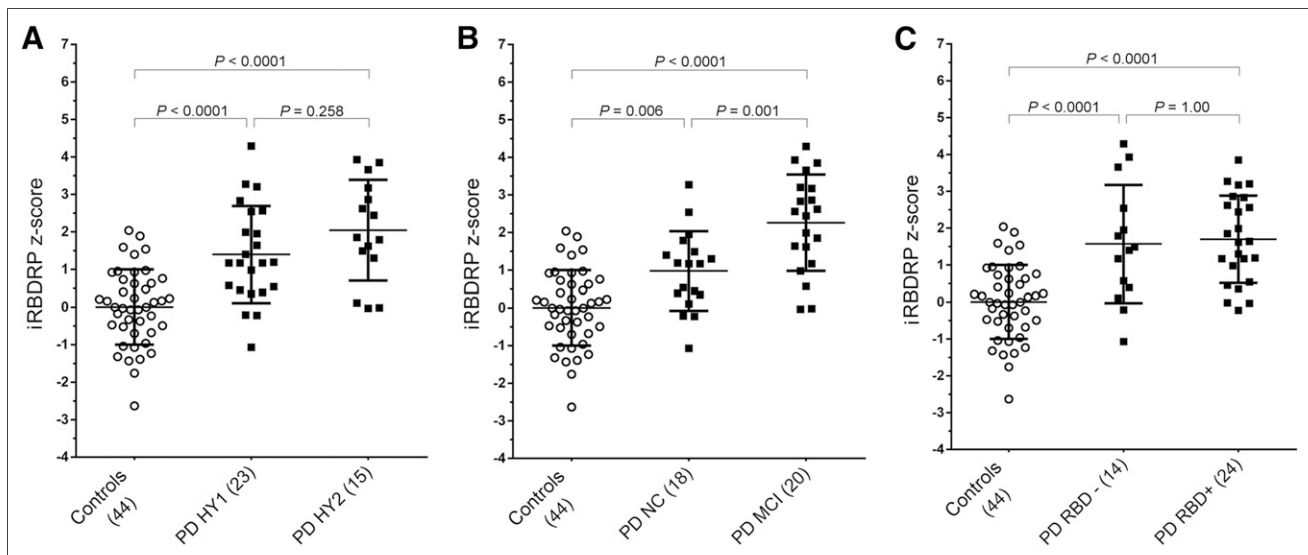 A
7
6
5
4
3
2
1
0
-1
-2
-3
-4
iRBDRP z-score
P < 0.0001
P < 0.0001
P = 0.258
Controls
(44)
PD HY1 (23)
PD HY2 (15)
B
7
6
5
4
3
2
1
0
-1
-2
-3
-4
iRBDRP z-score
P < 0.0001
P = 0.006
P = 0.001
Controls
(44)
PD NC (18)
PD MCI (20)
C
7
6
5
4
3
2
1
0
-1
-2
-3
-4
iRBDRP z-score
P < 0.0001
P < 0.0001
P = 1.00
Controls
(44)
PD RBD - (14)
PD RBD+ (24)